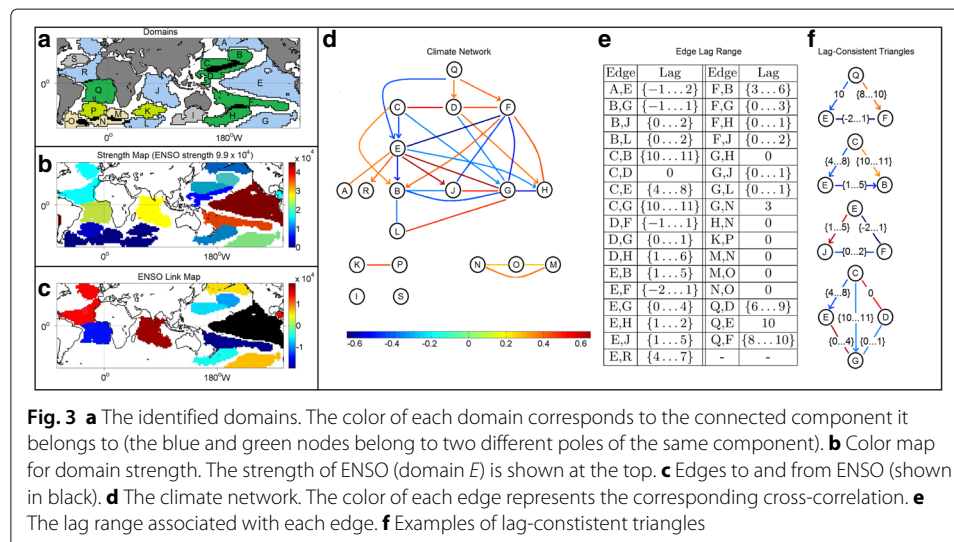 a
Domains
S
R
Q
P
O
N
M
K
J
I
C
B
D
E
F
H
G
L
0°
0°
180°W
b
Strength Map (ENSO strength 9.9 x 10⁴)
x 10⁴
4
3
2
1
0
0°
0°
180°W
c
ENSO Link Map
x 10⁴
1
0
-1
0°
0°
180°W
d
Climate Network
Q
C
D
F
E
A
R
B
J
G
H
L
K
P
N
O
M
I
S
-0.6
-0.4
-0.2
0
0.2
0.4
0.6
e
Edge Lag Range
Edge Lag Edge Lag
A,E {−1...2} F,B {3...6}
B,G {−1...1} F,G {0...3}
B,J {0...2} F,H {0...1}
B,L {0...2} F,J {0...2}
C,B {10...11} G,H 0
C,D 0 G,J {0...1}
C,E {4...8} G,L {0...1}
C,G {10...11} G,N 3
D,F {−1...1} H,N 0
D,G {0...1} K,P 0
D,H {1...6} M,N 0
E,B {1...5} M,O 0
E,F {−2...1} N,O 0
E,G {0...4} Q,D {6...9}
E,H {1...2} Q,E 10
E,J {1...5} Q,F {8...10}
E,R {4...7} - -
f
Lag-Consistent Triangles
Q
10 {8...10}
E {-2...1} F
C
{4...8} {10...11}
E {1...5} B
E
{1...5} {-2...1}
J {0...2} F
C
{4...8} 0
E {10...11} D
{0...4} {0...1}
G
Fig. 3 a The identified domains. The color of each domain corresponds to the connected component it
belongs to (the blue and green nodes belong to two different poles of the same component). b Color map
for domain strength. The strength of ENSO (domain E) is shown at the top. c Edges to and from ENSO (shown
in black). d The climate network. The color of each edge represents the corresponding cross-correlation. e
The lag range associated with each edge. f Examples of lag-constistent triangles